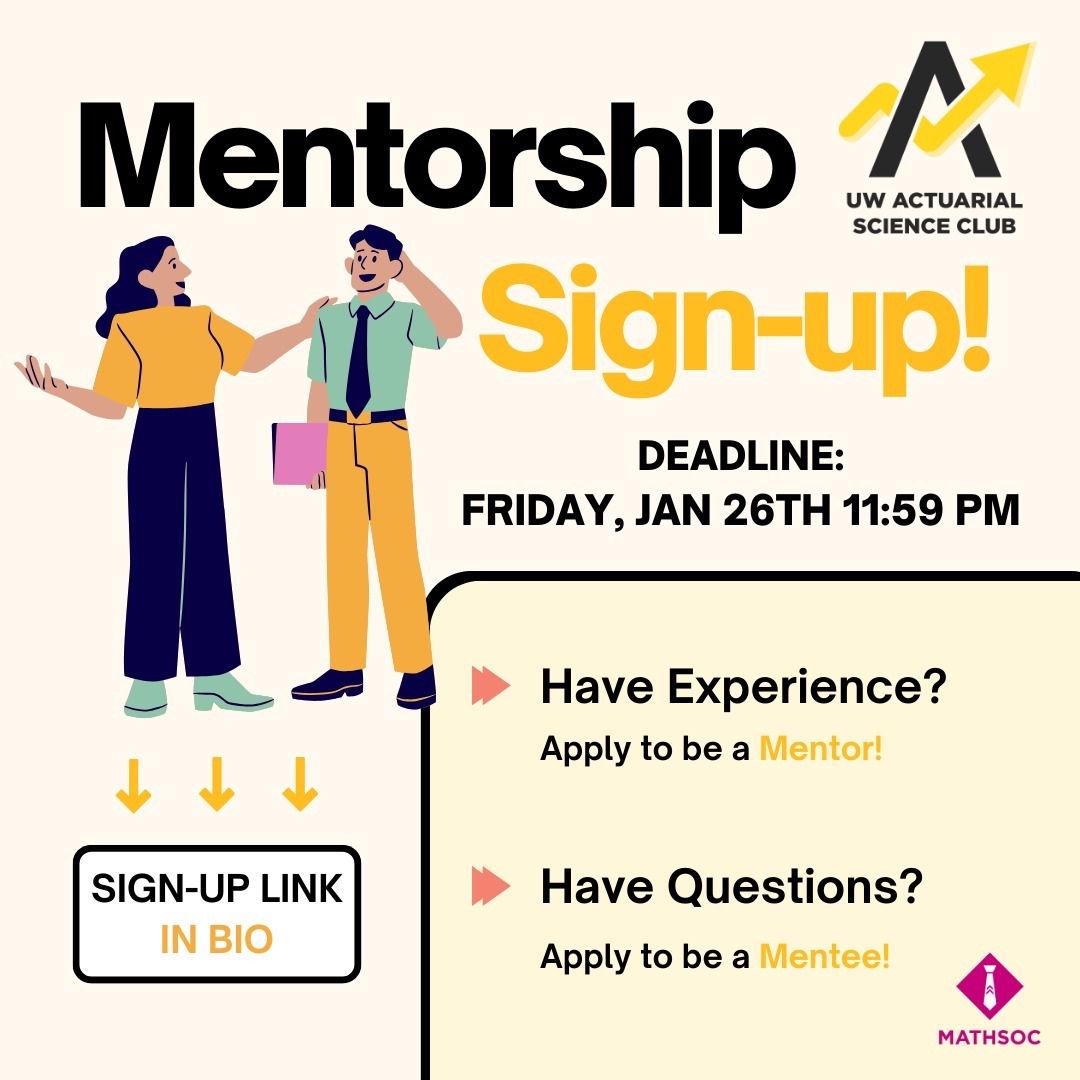 Mentorship
UW ACTUARIAL
SCIENCE CLUB
Sign-up!
DEADLINE:
FRIDAY, JAN 26TH 11:59 PM
Have Experience?
Apply to be a Mentor!
SIGN-UP LINK
IN BIO
Have Questions?
Apply to be a Mentee!
MATHSOC